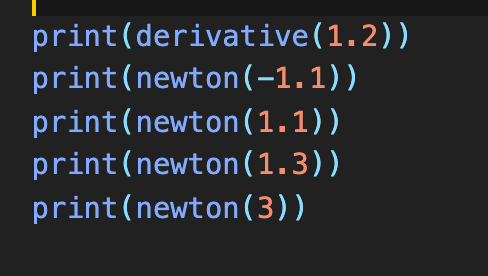 print(derivative(1.2))
print(newton(-1.1))
print(newton(1.1))
print(newton(1.3))
print(newton(3))